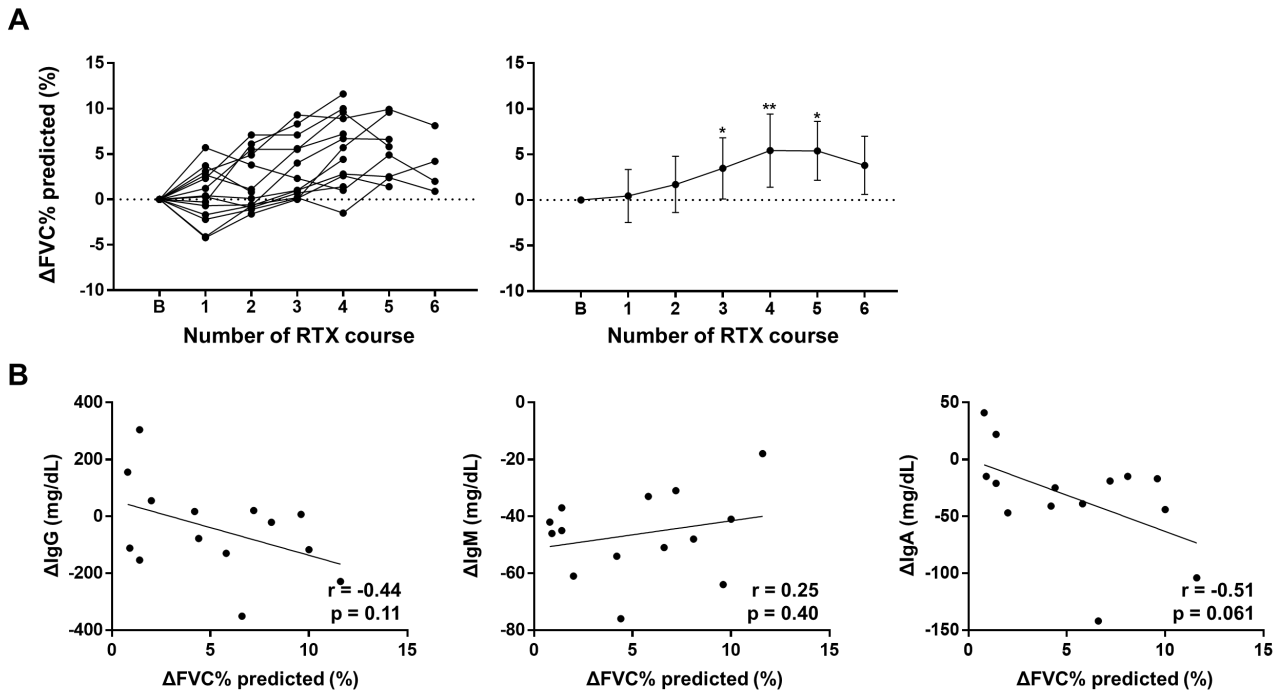 A
ΔFVC% predicted (%)
15
10
5
0
-5
-10
B 1 2 3 4 5 6
Number of RTX course
15
10
5
0
-5
-10
* ** *
B 1 2 3 4 5 6
Number of RTX course
B
ΔIgG (mg/dL)
400
200
0
-200
-400
r = -0.44
p = 0.11
0 5 10 15
ΔFVC% predicted (%)
ΔIgM (mg/dL)
0
-20
-40
-60
-80
r = 0.25
p = 0.40
0 5 10 15
ΔFVC% predicted (%)
ΔIgA (mg/dL)
50
0
-50
-100
-150
r = -0.51
p = 0.061
0 5 10 15
ΔFVC% predicted (%)